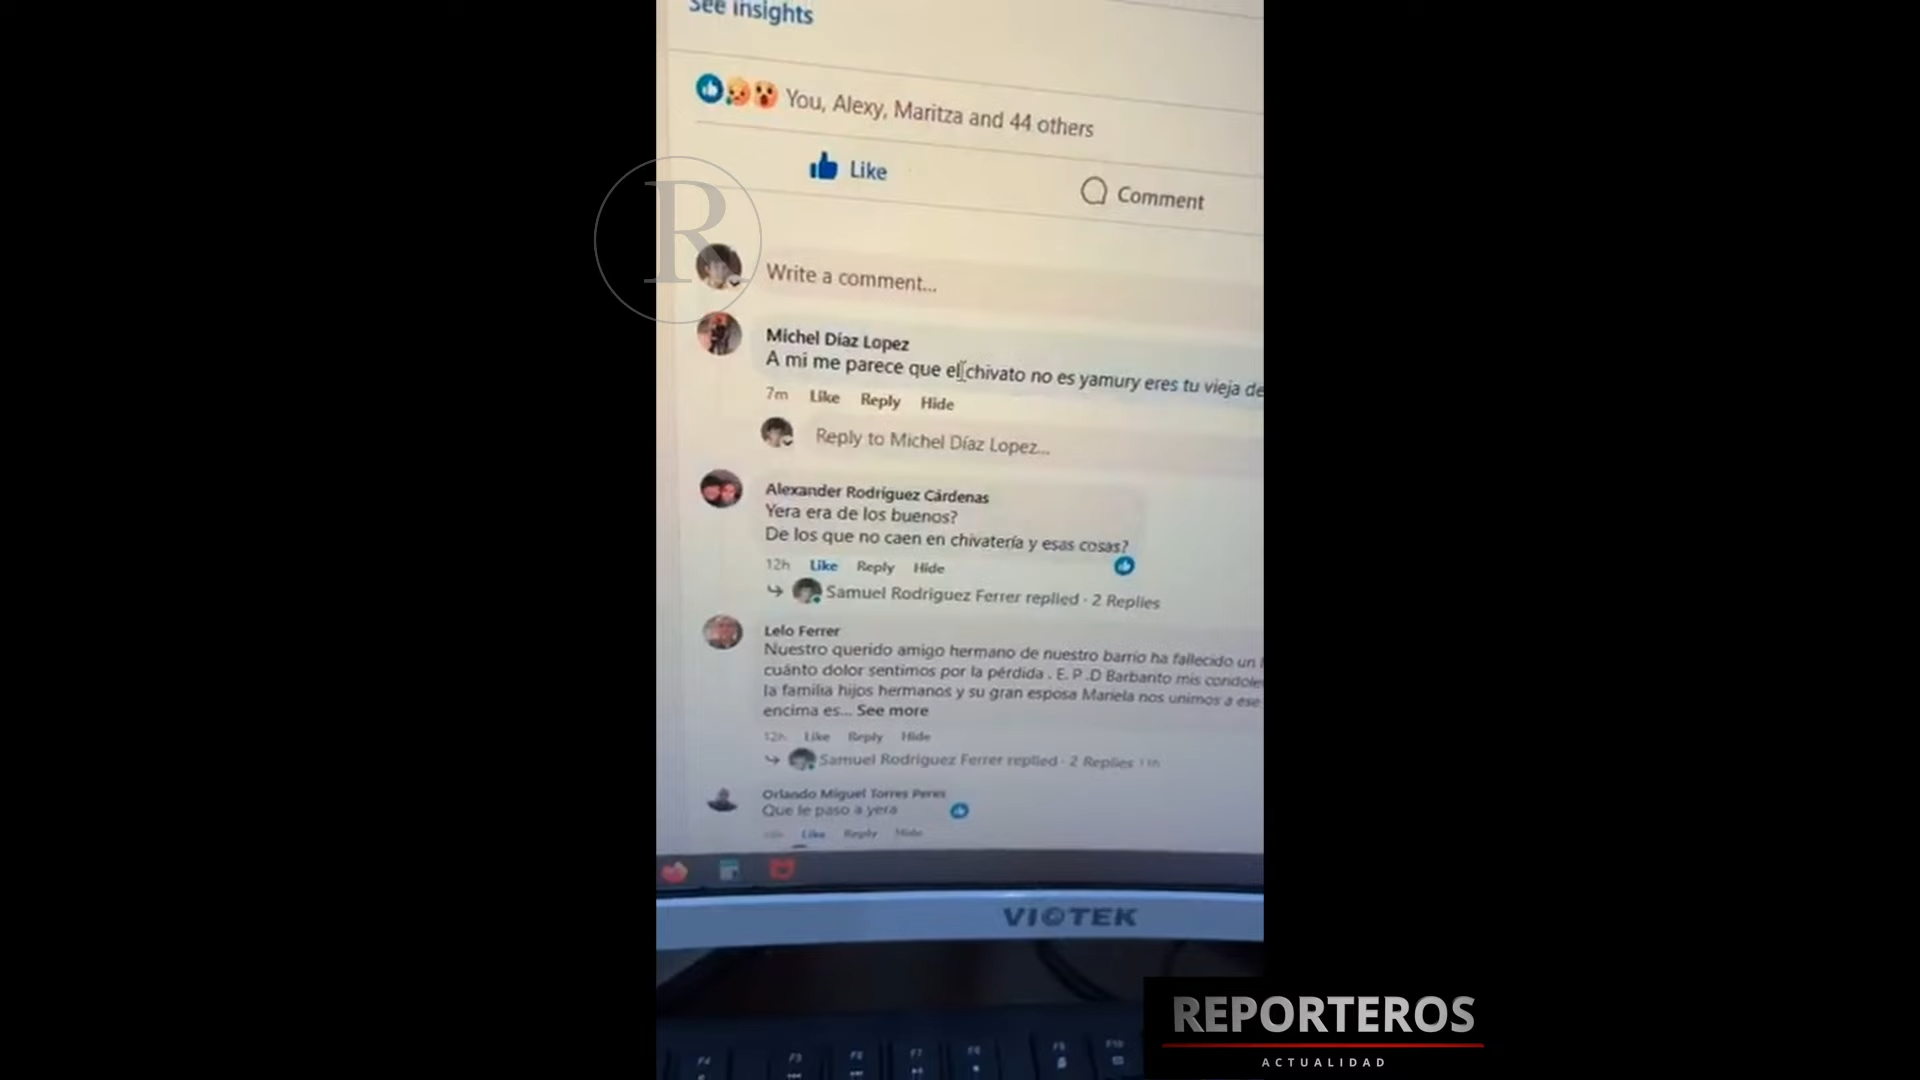 See insights
You, Alexy, Maritza and 44 others
Like
Comment
R
Write a comment...
Michel Díaz Lopez
A mi me parece que el chivato no es yamury eres tu vieja de
7m Like Reply Hide
Reply to Michel Díaz Lopez...
Alexander Rodríguez Cárdenas
Yera era de los buenos?
De los que no caen en chivatería y esas cosas?
12h Like Reply Hide
Samuel Rodríguez Ferrer replied · 2 Replies
Lelo Ferrer
Nuestro querido amigo hermano de nuestro barrio ha fallecido un
cuánto dolor sentimos por la pérdida . E. P .D Barbanto mis condole
la familia hijos hermanos y su gran esposa Mariela nos unimos a ese
encima es... See more
12h Like Reply Hide
Samuel Rodríguez Ferrer replied · 2 Replies 11h
Orlando Miguel Torres Peres
Que le paso a yera
Like Reply Hide
VIOTEK
F7
REPORTEROS
ACTUALIDAD